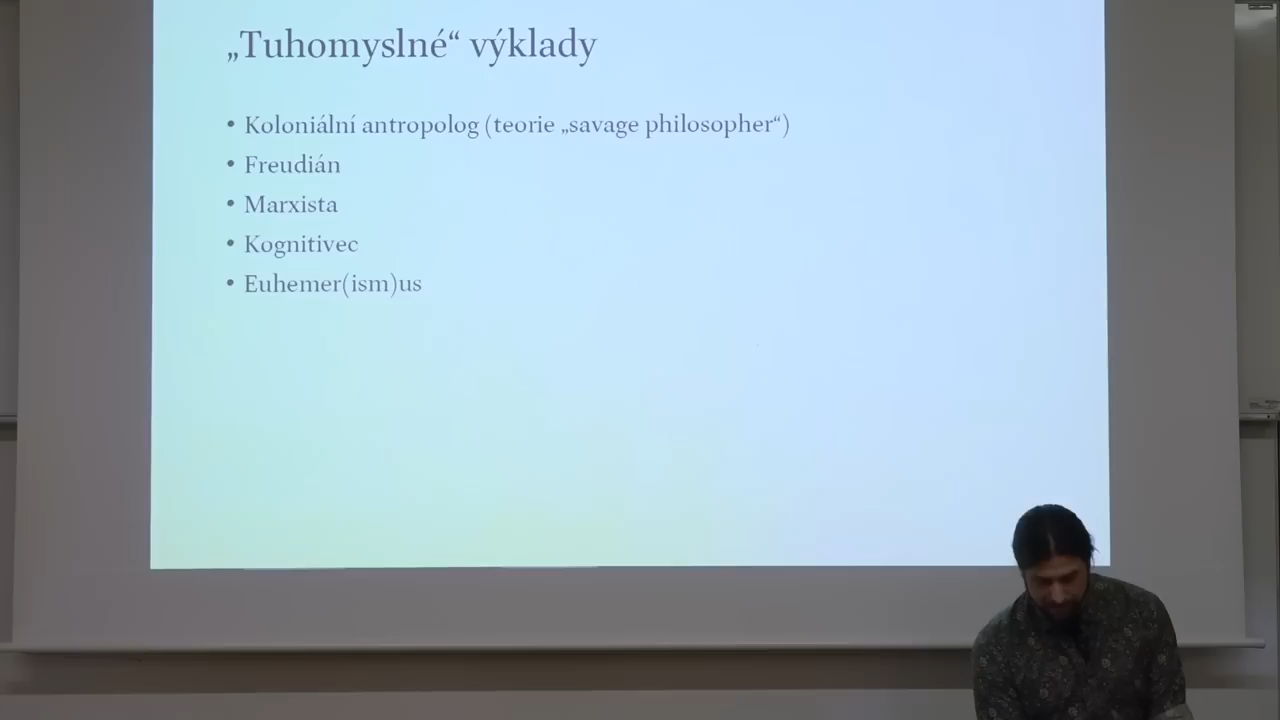 „Tuhomyslné“ výklady
• Koloniální antropolog (teorie „savage philosopher“)
• Freudián
• Marxista
• Kognitivec
• Euhemer(ism)us